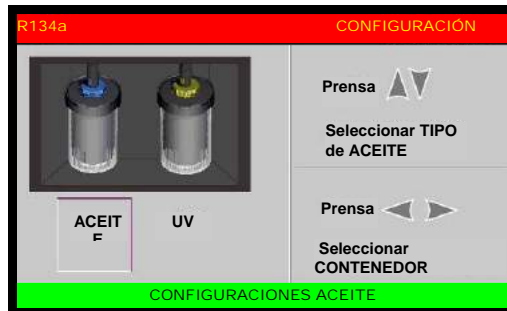 R134a CONFIGURACIÓN
Prensa
Seleccionar TIPO
de ACEITE
ACEIT
E
UV
Prensa
Seleccionar
CONTENEDOR
CONFIGURACIONES ACEITE